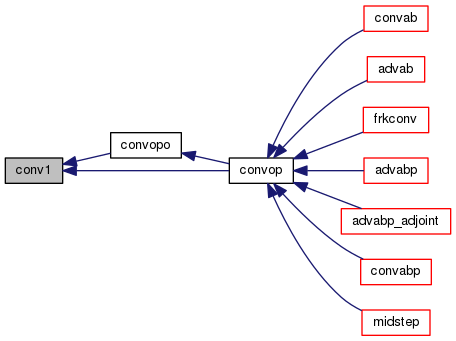 conv1
convopo
convop
convab
advab
frkconv
advabp
advabp_adjoint
convabp
midstep